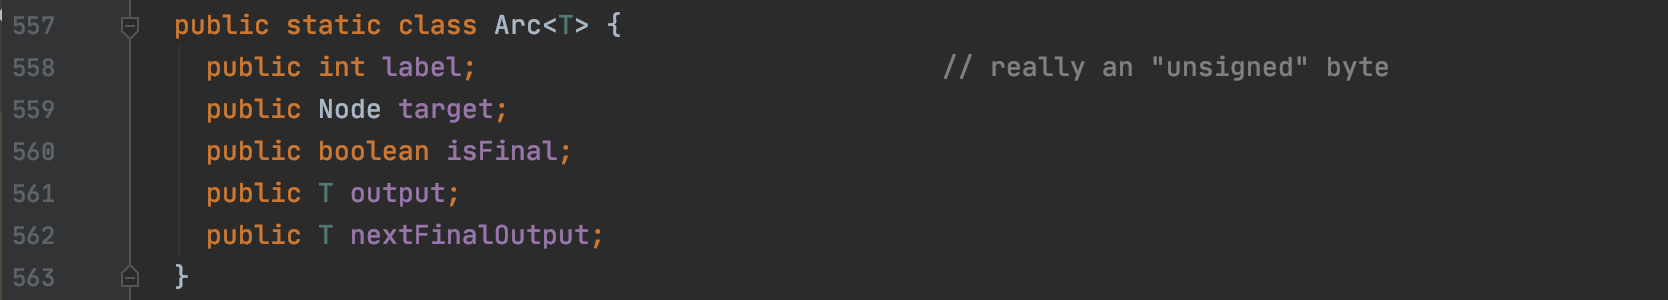 557 public static class Arc<T> {
558 public int label; // really an "unsigned" byte
559 public Node target;
560 public boolean isFinal;
561 public T output;
562 public T nextFinalOutput;
563 }